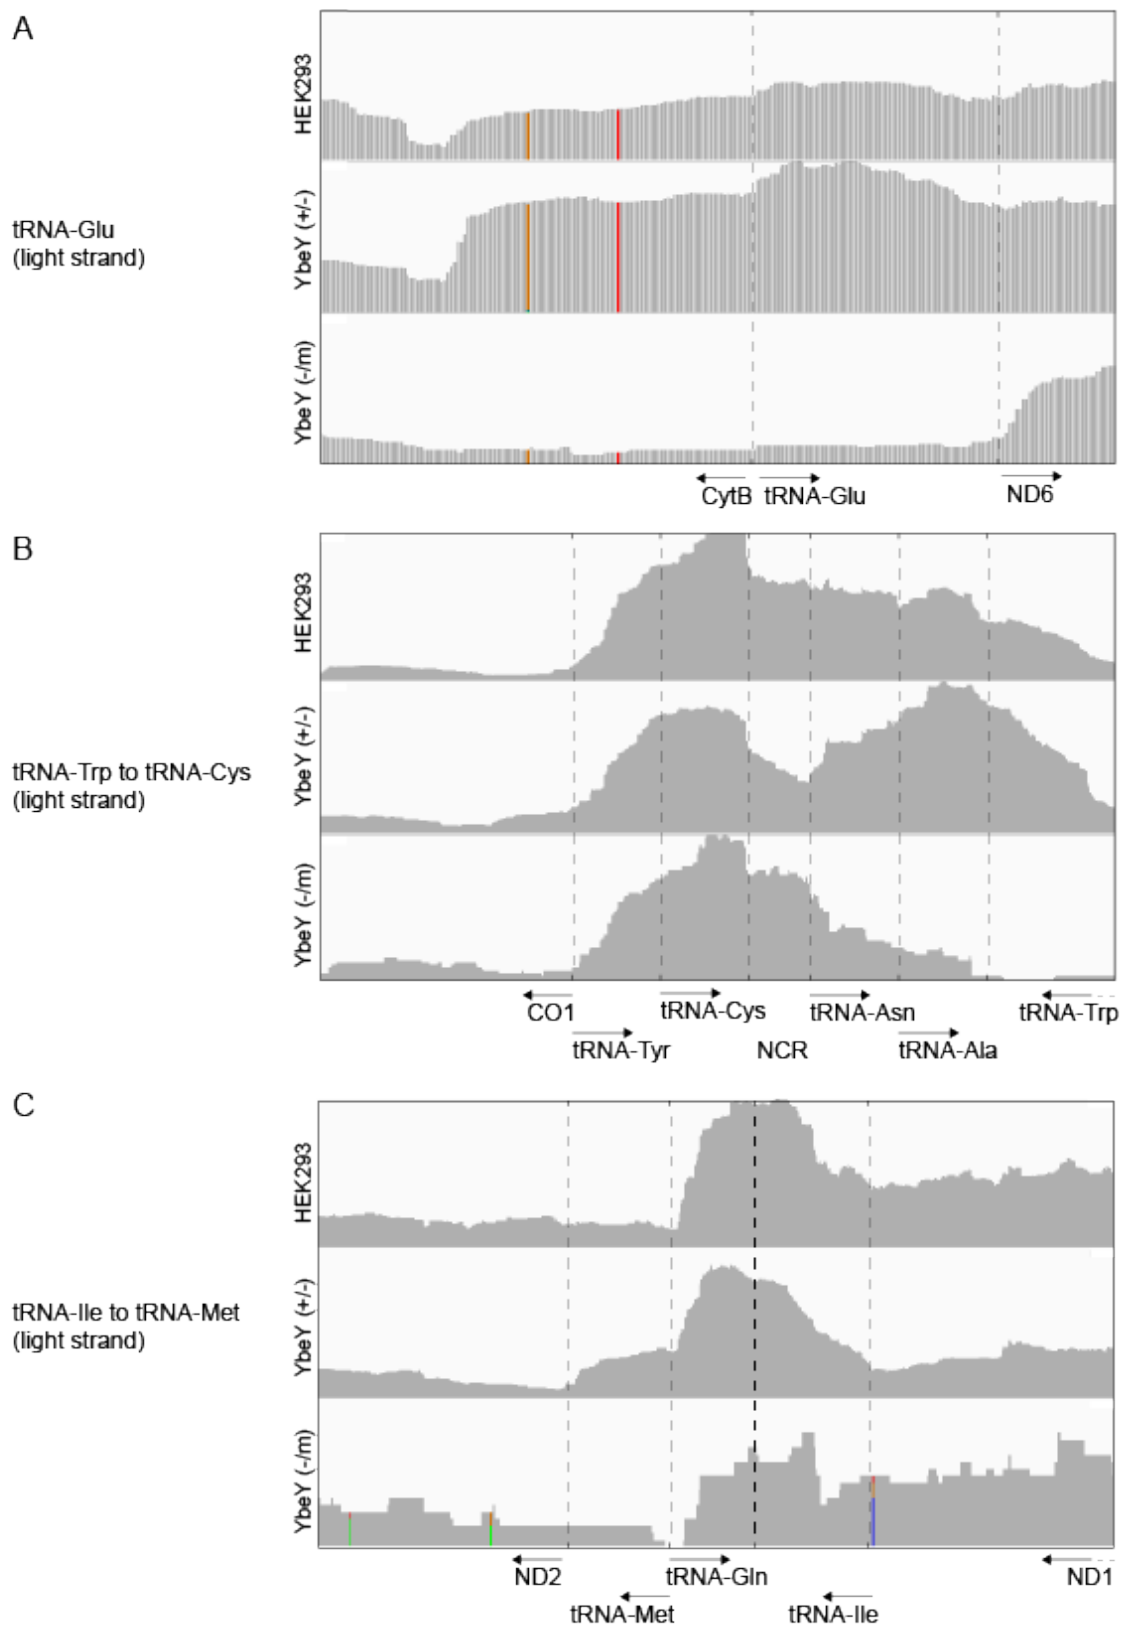 A
HEK293
YbeY (+/-)
YbeY (-/m)
tRNA-Glu
(light strand)
CytB tRNA-Glu ND6
B
HEK293
YbeY (+/-)
YbeY (-/m)
tRNA-Trp to tRNA-Cys
(light strand)
CO1 tRNA-Cys tRNA-Asn tRNA-Trp
tRNA-Tyr NCR tRNA-Ala
C
HEK293
YbeY (+/-)
YbeY (-/m)
tRNA-Ile to tRNA-Met
(light strand)
ND2 tRNA-Gln ND1
tRNA-Met tRNA-Ile